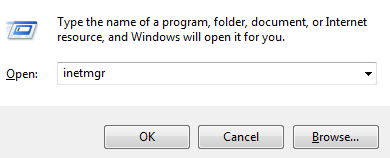 Type the name of a program, folder, document, or Internet
resource, and Windows will open it for you.
Open: inetmgr
OK Cancel Browse...